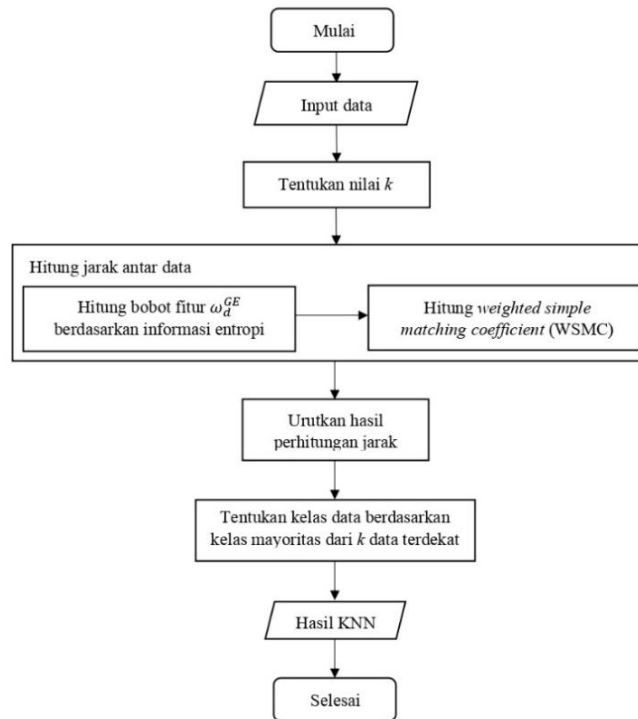 Mulai
Input data
Tentukan nilai k
Hitung jarak antar data
Hitung bobot fitur ω_d^{GE}
berdasarkan informasi entropi
Hitung weighted simple
matching coefficient (WSMC)
Urutkan hasil
perhitungan jarak
Tentukan kelas data berdasarkan
kelas mayoritas dari k data terdekat
Hasil KNN
Selesai